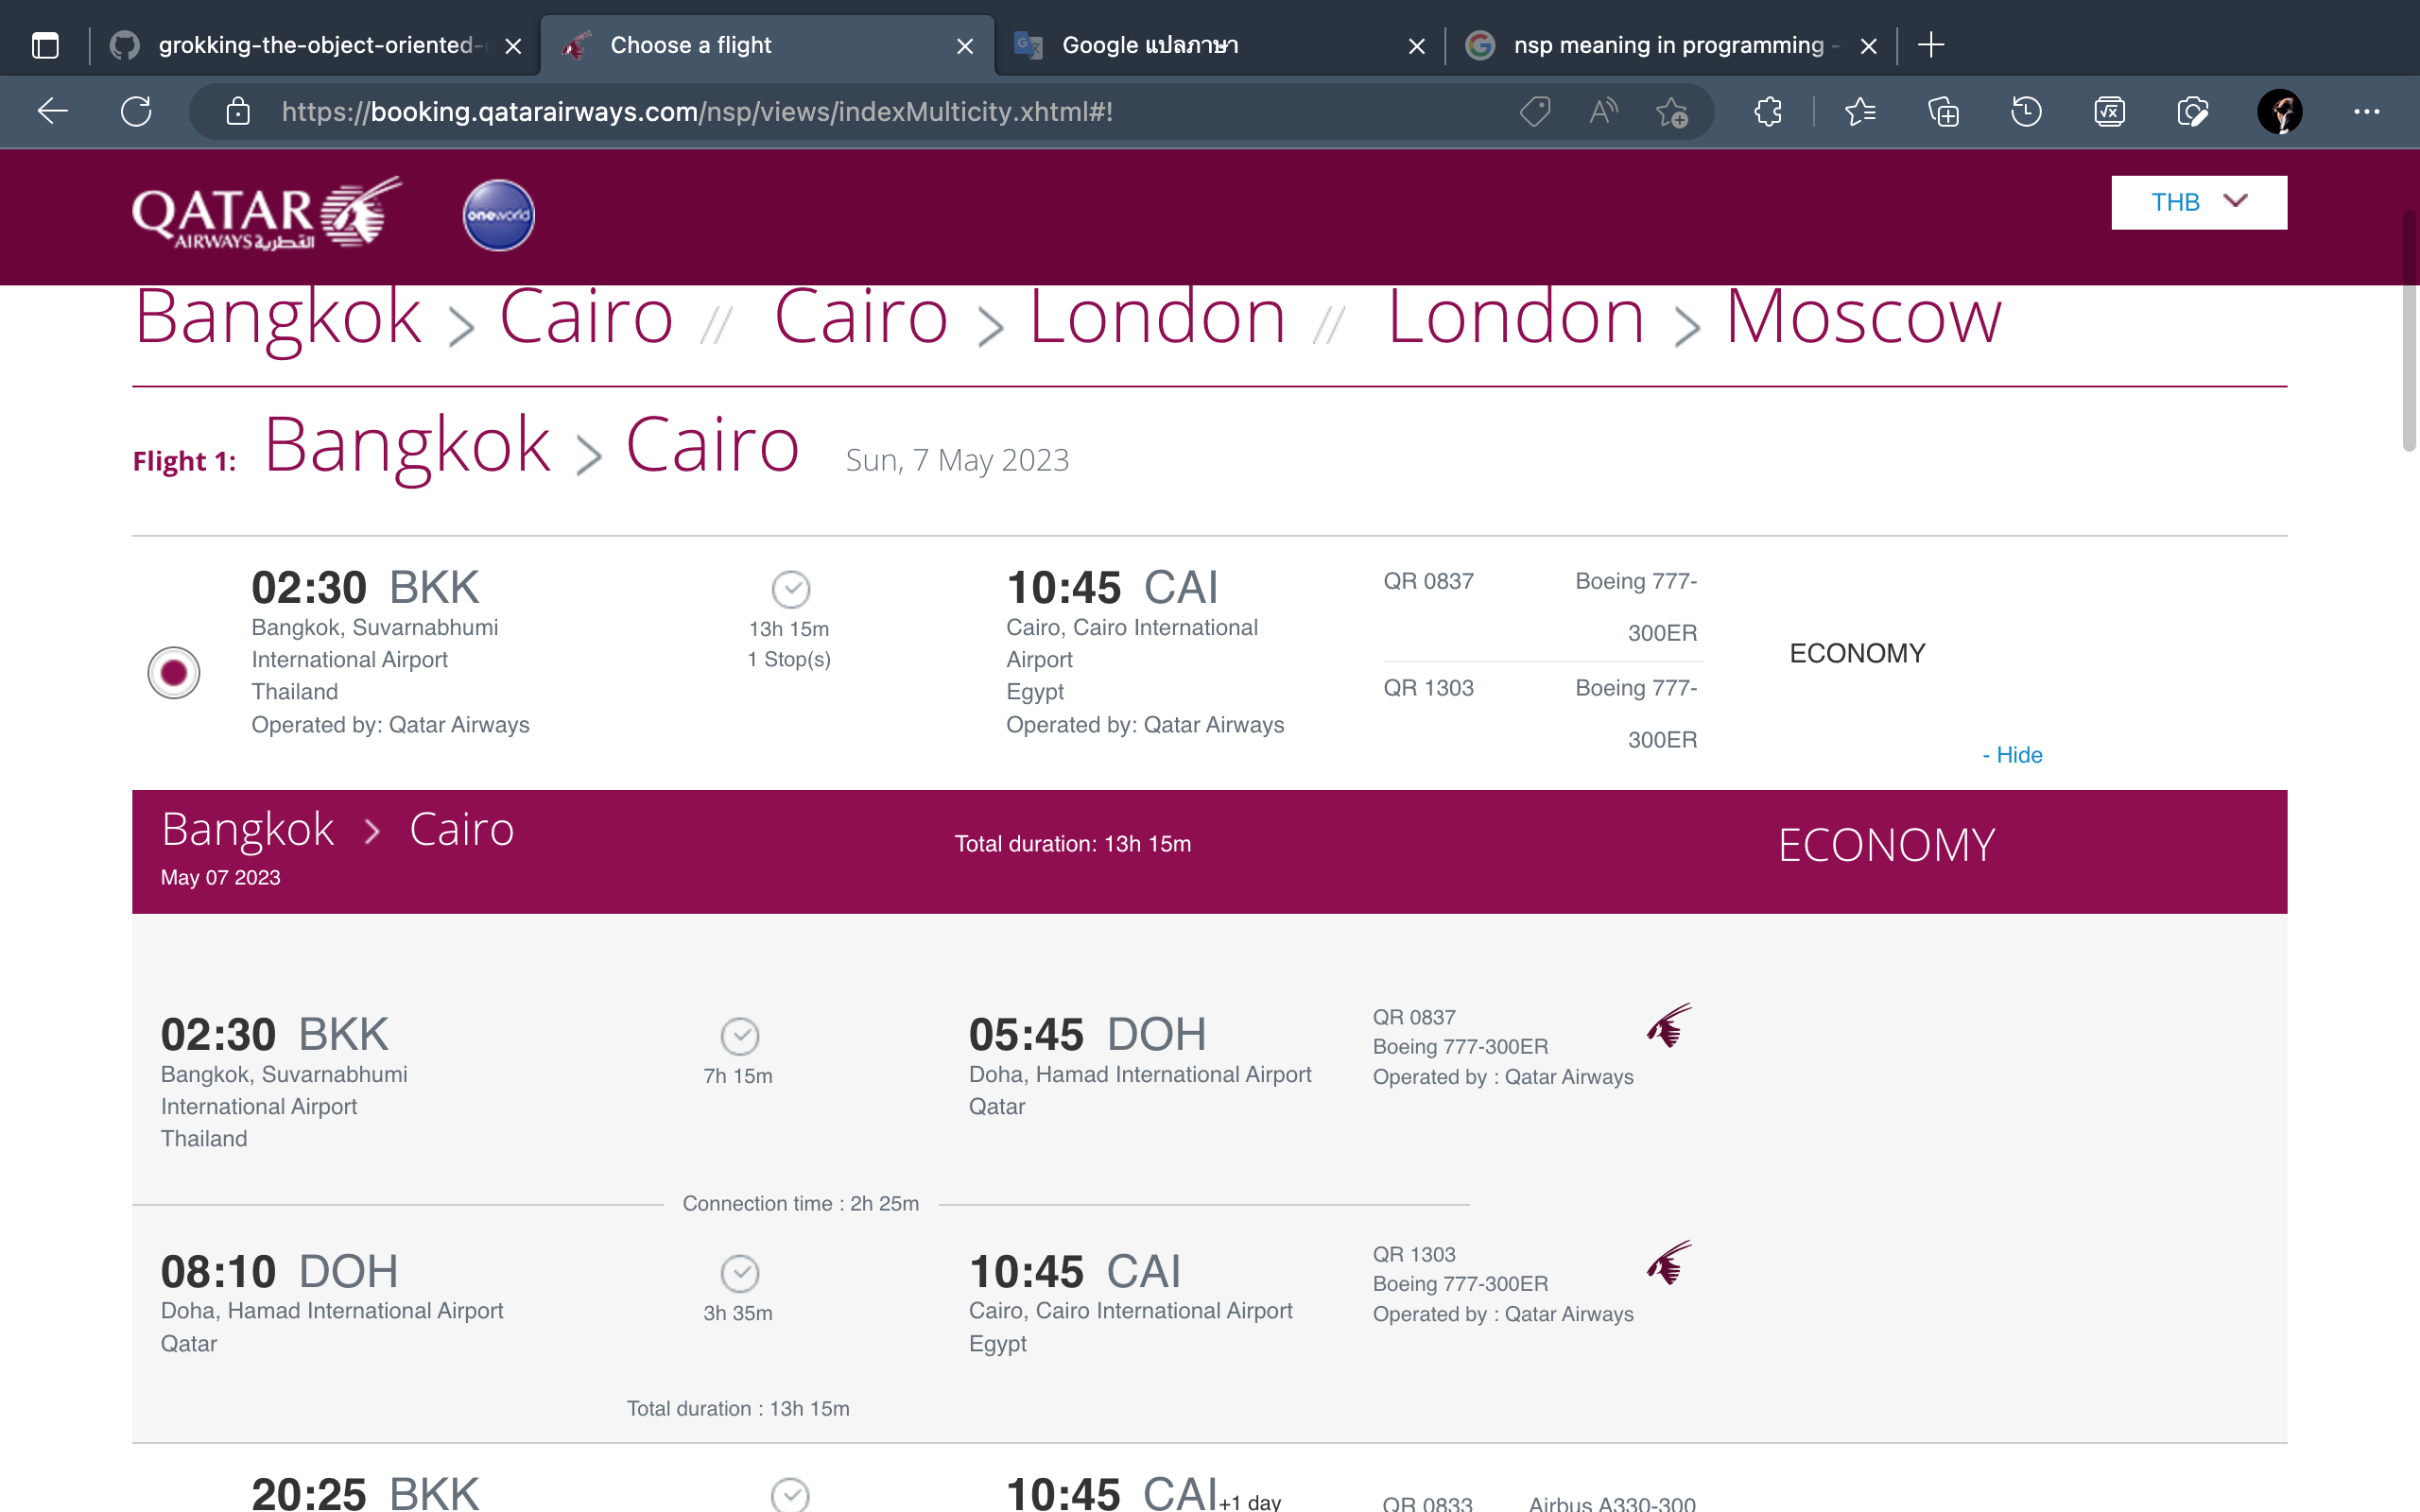 grokking-the-object-oriented-
Choose a flight
Google แปลภาษา
nsp meaning in programming -
https://booking.qatarairways.com/nsp/views/indexMulticity.xhtml#!
QATAR
AIRWAYS القطرية
oneworld
THB
Bangkok > Cairo // Cairo > London // London > Moscow
Flight 1: Bangkok > Cairo Sun, 7 May 2023
02:30 BKK
Bangkok, Suvarnabhumi
International Airport
Thailand
Operated by: Qatar Airways
13h 15m
1 Stop(s)
10:45 CAI
Cairo, Cairo International
Airport
Egypt
Operated by: Qatar Airways
QR 0837 Boeing 777-
300ER
QR 1303 Boeing 777-
300ER
ECONOMY
- Hide
Bangkok > Cairo
May 07 2023
Total duration: 13h 15m
ECONOMY
02:30 BKK
Bangkok, Suvarnabhumi
International Airport
Thailand
7h 15m
05:45 DOH
Doha, Hamad International Airport
Qatar
QR 0837
Boeing 777-300ER
Operated by : Qatar Airways
Connection time : 2h 25m
08:10 DOH
Doha, Hamad International Airport
Qatar
3h 35m
10:45 CAI
Cairo, Cairo International Airport
Egypt
QR 1303
Boeing 777-300ER
Operated by : Qatar Airways
Total duration : 13h 15m
20:25 BKK
10:45 CAI+1 day
QR 0833 Airbus A330-300